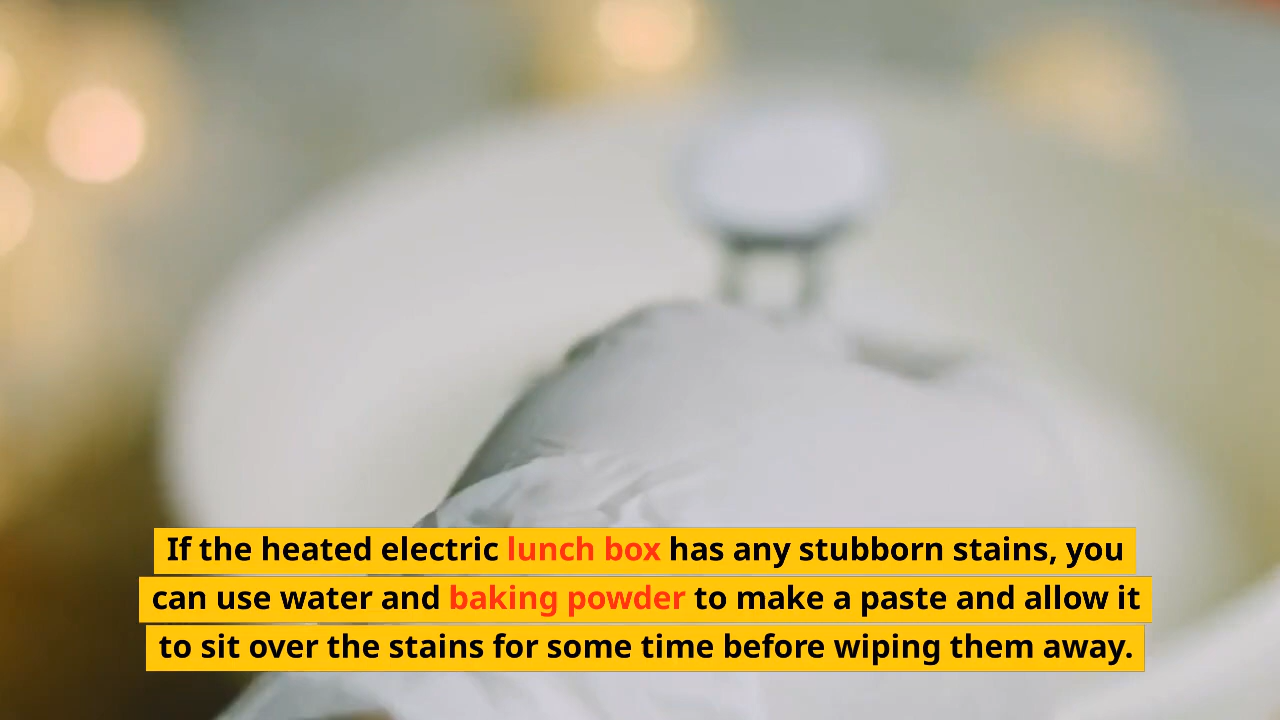 If the heated electric lunch box has any stubborn stains, you
can use water and baking powder to make a paste and allow it
to sit over the stains for some time before wiping them away.